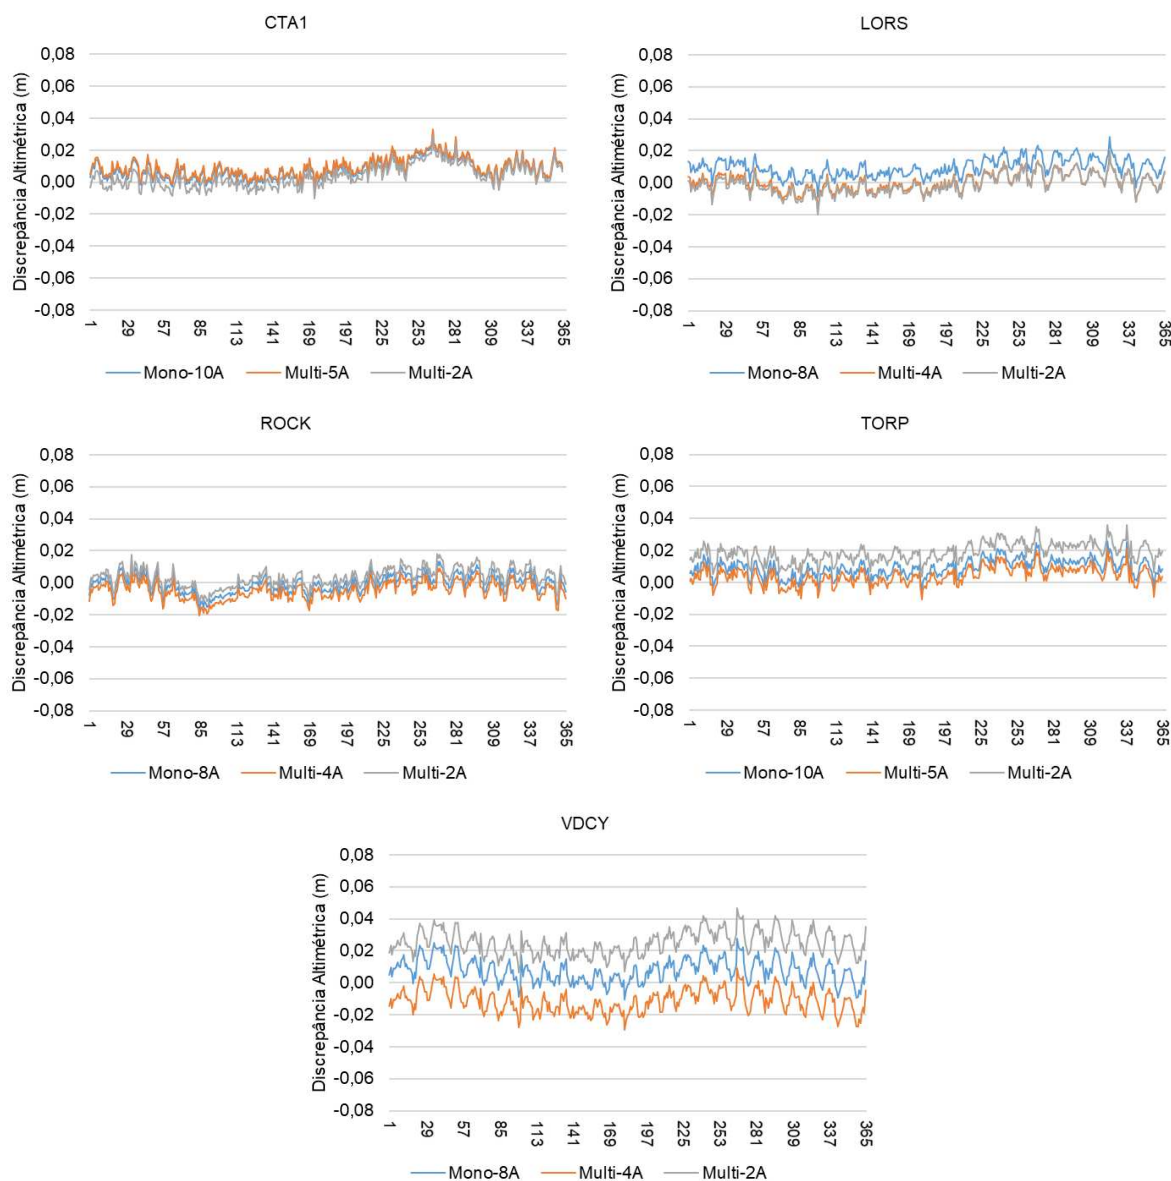 CTA1
Discrepância Altimétrica (m)
0,08
0,06
0,04
0,02
0,00
-0,02
-0,04
-0,06
-0,08
1 29 57 85 113 141 169 197 225 253 281 309 337 365
Mono-10A Multi-5A Multi-2A
LORS
Discrepância Altimétrica (m)
0,08
0,06
0,04
0,02
0,00
-0,02
-0,04
-0,06
-0,08
1 29 57 85 113 141 169 197 225 253 281 309 337 365
Mono-8A Multi-4A Multi-2A
ROCK
Discrepância Altimétrica (m)
0,08
0,06
0,04
0,02
0,00
-0,02
-0,04
-0,06
-0,08
1 29 57 85 113 141 169 197 225 253 281 309 337 365
Mono-8A Multi-4A Multi-2A
TORP
Discrepância Altimétrica (m)
0,08
0,06
0,04
0,02
0,00
-0,02
-0,04
-0,06
-0,08
1 29 57 85 113 141 169 197 225 253 281 309 337 365
Mono-10A Multi-5A Multi-2A
VDCY
Discrepância Altimétrica (m)
0,08
0,06
0,04
0,02
0,00
-0,02
-0,04
-0,06
-0,08
1 29 57 85 113 141 169 197 225 253 281 309 337 365
Mono-8A Multi-4A Multi-2A